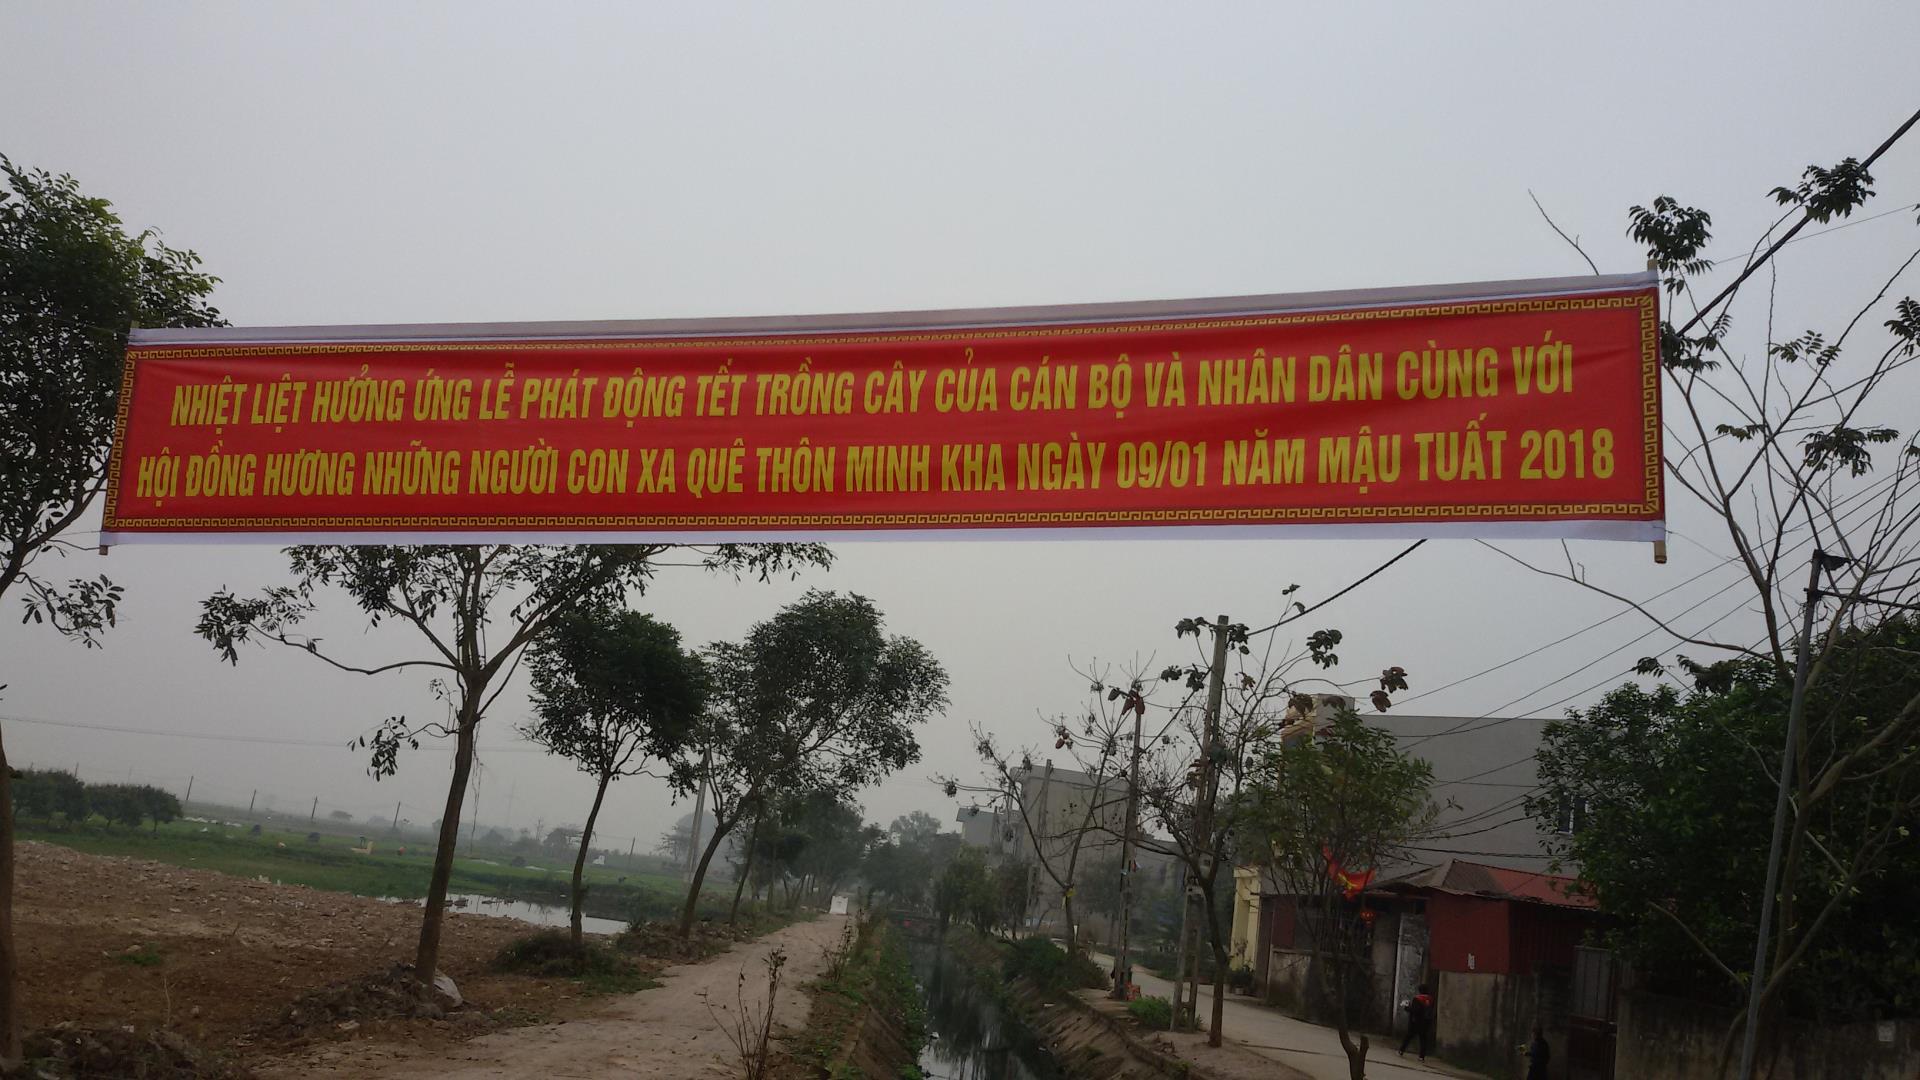 NHIỆT LIỆT HƯỞNG ỨNG LỄ PHÁT ĐỘNG TẾT TRỒNG CÂY CỦA CÁN BỘ VÀ NHÂN DÂN CÙNG VỚI
HỘI ĐỒNG HƯƠNG NHỮNG NGƯỜI CON XA QUÊ THÔN MINH KHA NGÀY 09/01 NĂM MẬU TUẤT 2018